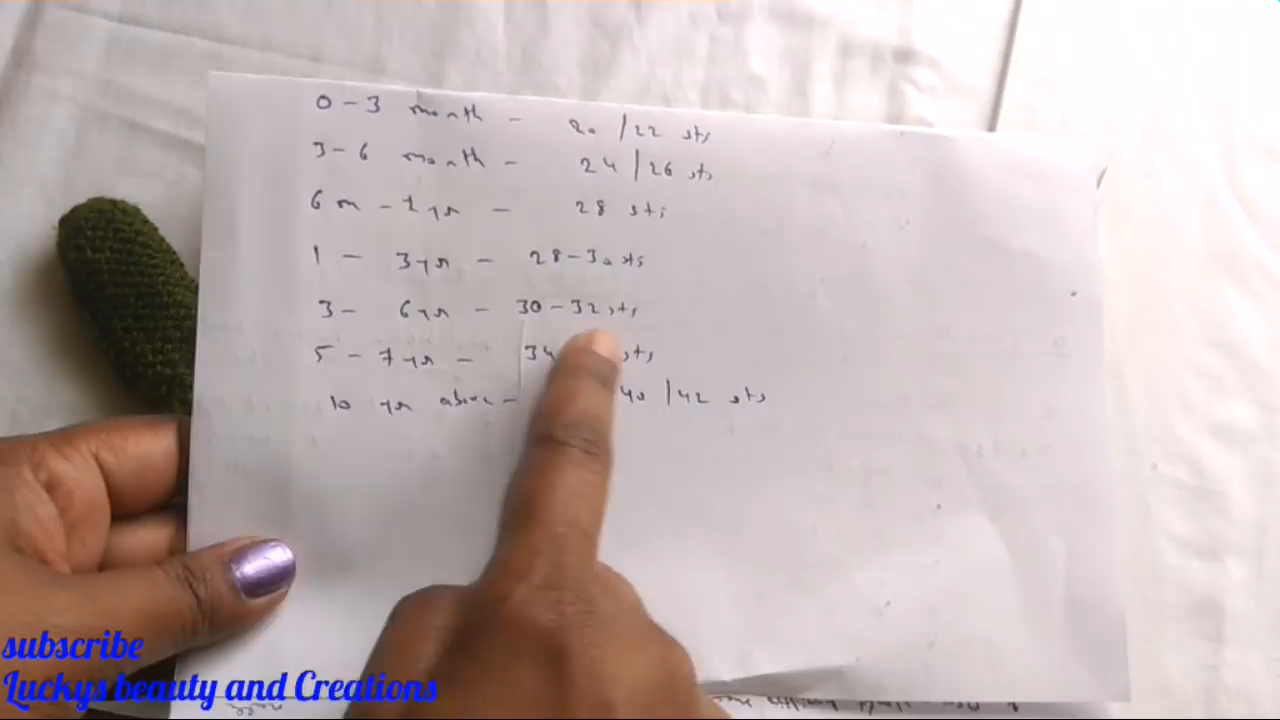 0 - 3 month - 20 / 22 sts
3 - 6 month - 24 / 26 sts
6 m - 1 yr - 28 sts
1 - 3 yr - 28 - 30 sts
3 - 6 yr - 30 - 32 sts
5 - 7 yr - 34 sts
10 yr above - 40 / 42 sts
subscribe
Luckys beauty and Creations